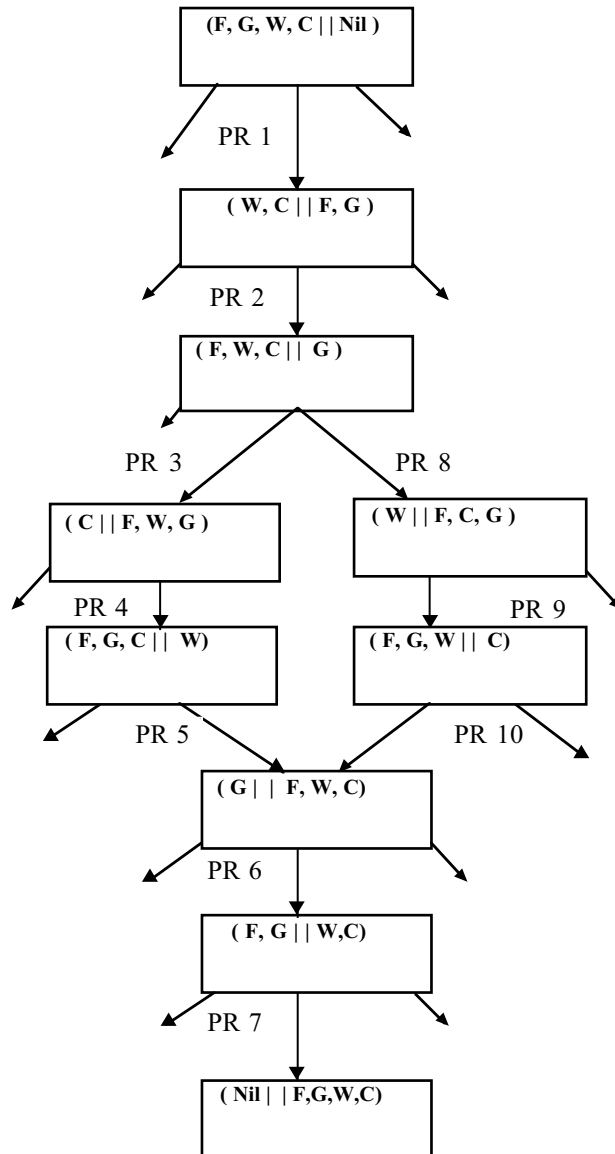 (F, G, W, C | | Nil )
PR 1
( W, C | | F, G )
PR 2
( F, W, C | | G )
PR 3
PR 8
( C | | F, W, G )
( W | | F, C, G )
PR 4
PR 9
( F, G, C | | W)
( F, G, W | | C)
PR 5
PR 10
( G | | F, W, C)
PR 6
( F, G | | W,C)
PR 7
( Nil | | F,G,W,C)